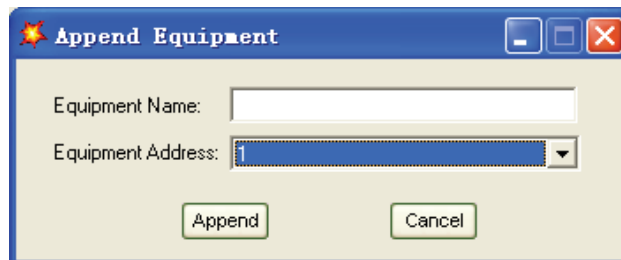 Append Equipment
Equipment Name:
Equipment Address: 1
Append Cancel